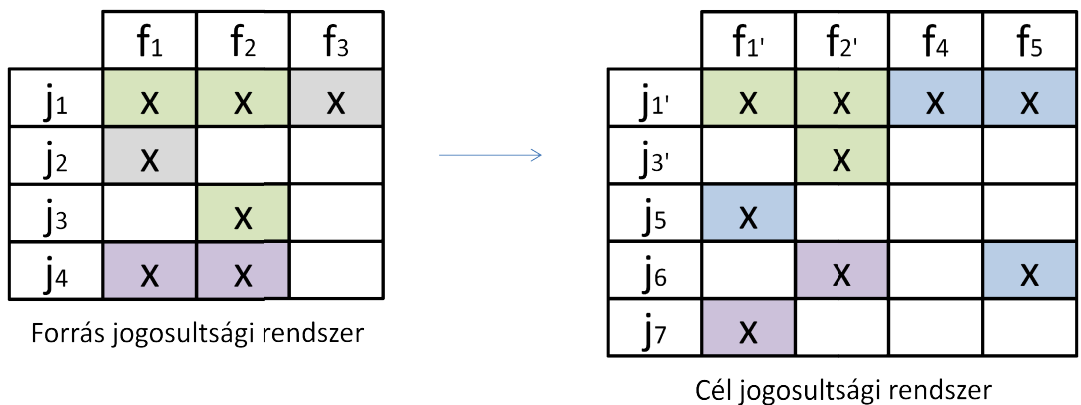 f1 f2 f3
j1 x x x
j2 x
j3 x
j4 x x
Forrás jogosultsági rendszer
f1' f2' f4 f5
j1' x x x x
j3' x
j5 x
j6 x x
j7 x
Cél jogosultsági rendszer